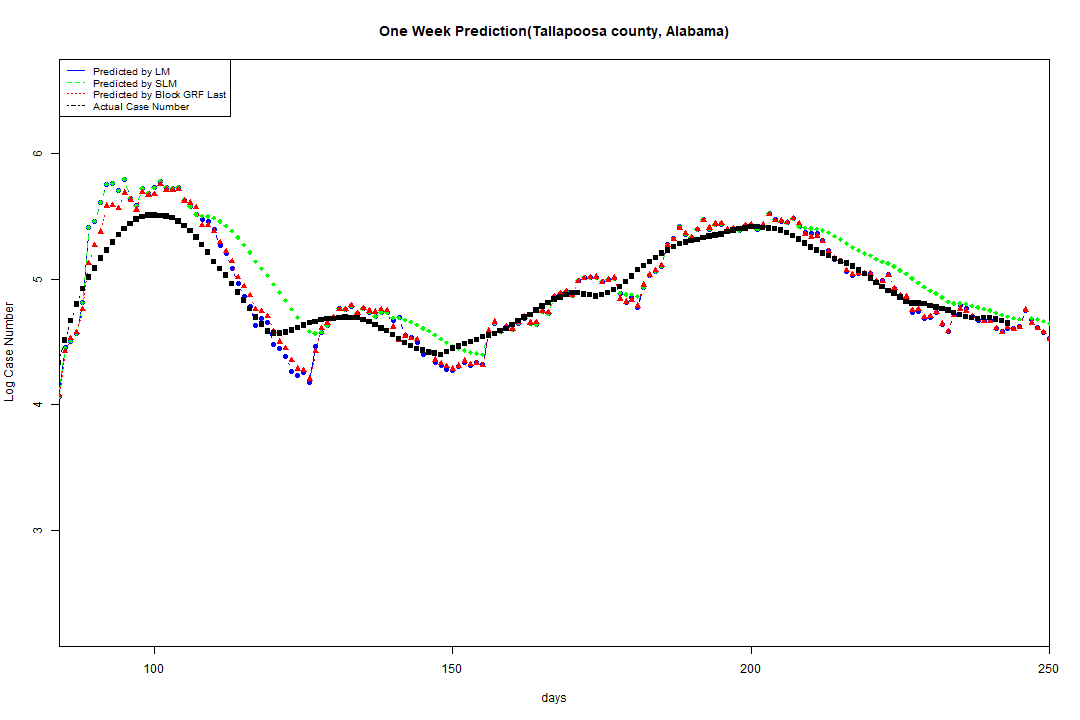 One Week Prediction(Tallapoosa county, Alabama)
Predicted by LM
Predicted by SLM
Predicted by Block GRF Last
Actual Case Number
6
5
4
3
Log Case Number
100
150
200
250
days